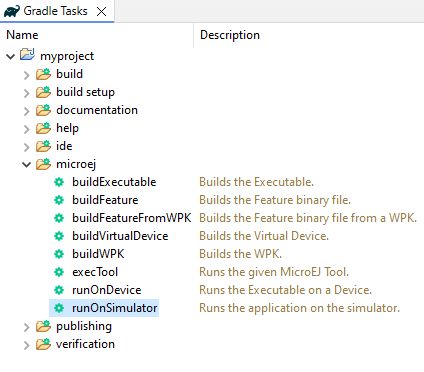 Gradle Tasks
Name Description
myproject
build
build setup
documentation
help
ide
microej
buildExecutable Builds the Executable.
buildFeature Builds the Feature binary file.
buildFeatureFromWPK Builds the Feature binary file from a WPK.
buildVirtualDevice Builds the Virtual Device.
buildWPK Builds the WPK.
execTool Runs the given MicroEJ Tool.
runOnDevice Runs the Executable on a Device.
runOnSimulator Runs the application on the simulator.
publishing
verification